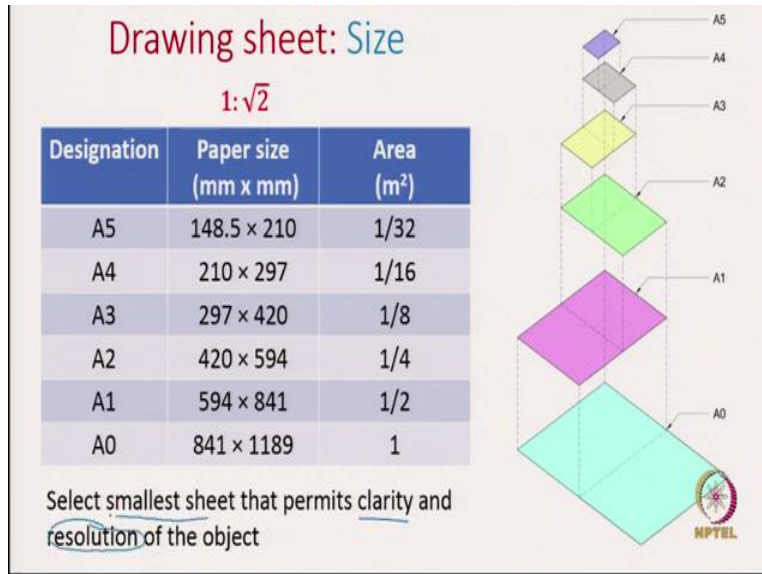 Drawing sheet: Size
1:√2
Designation Paper size (mm x mm) Area (m²)
A5 148.5 × 210 1/32
A4 210 × 297 1/16
A3 297 × 420 1/8
A2 420 × 594 1/4
A1 594 × 841 1/2
A0 841 × 1189 1
Select smallest sheet that permits clarity and
resolution of the object
A5
A4
A3
A2
A1
A0
NPTEL